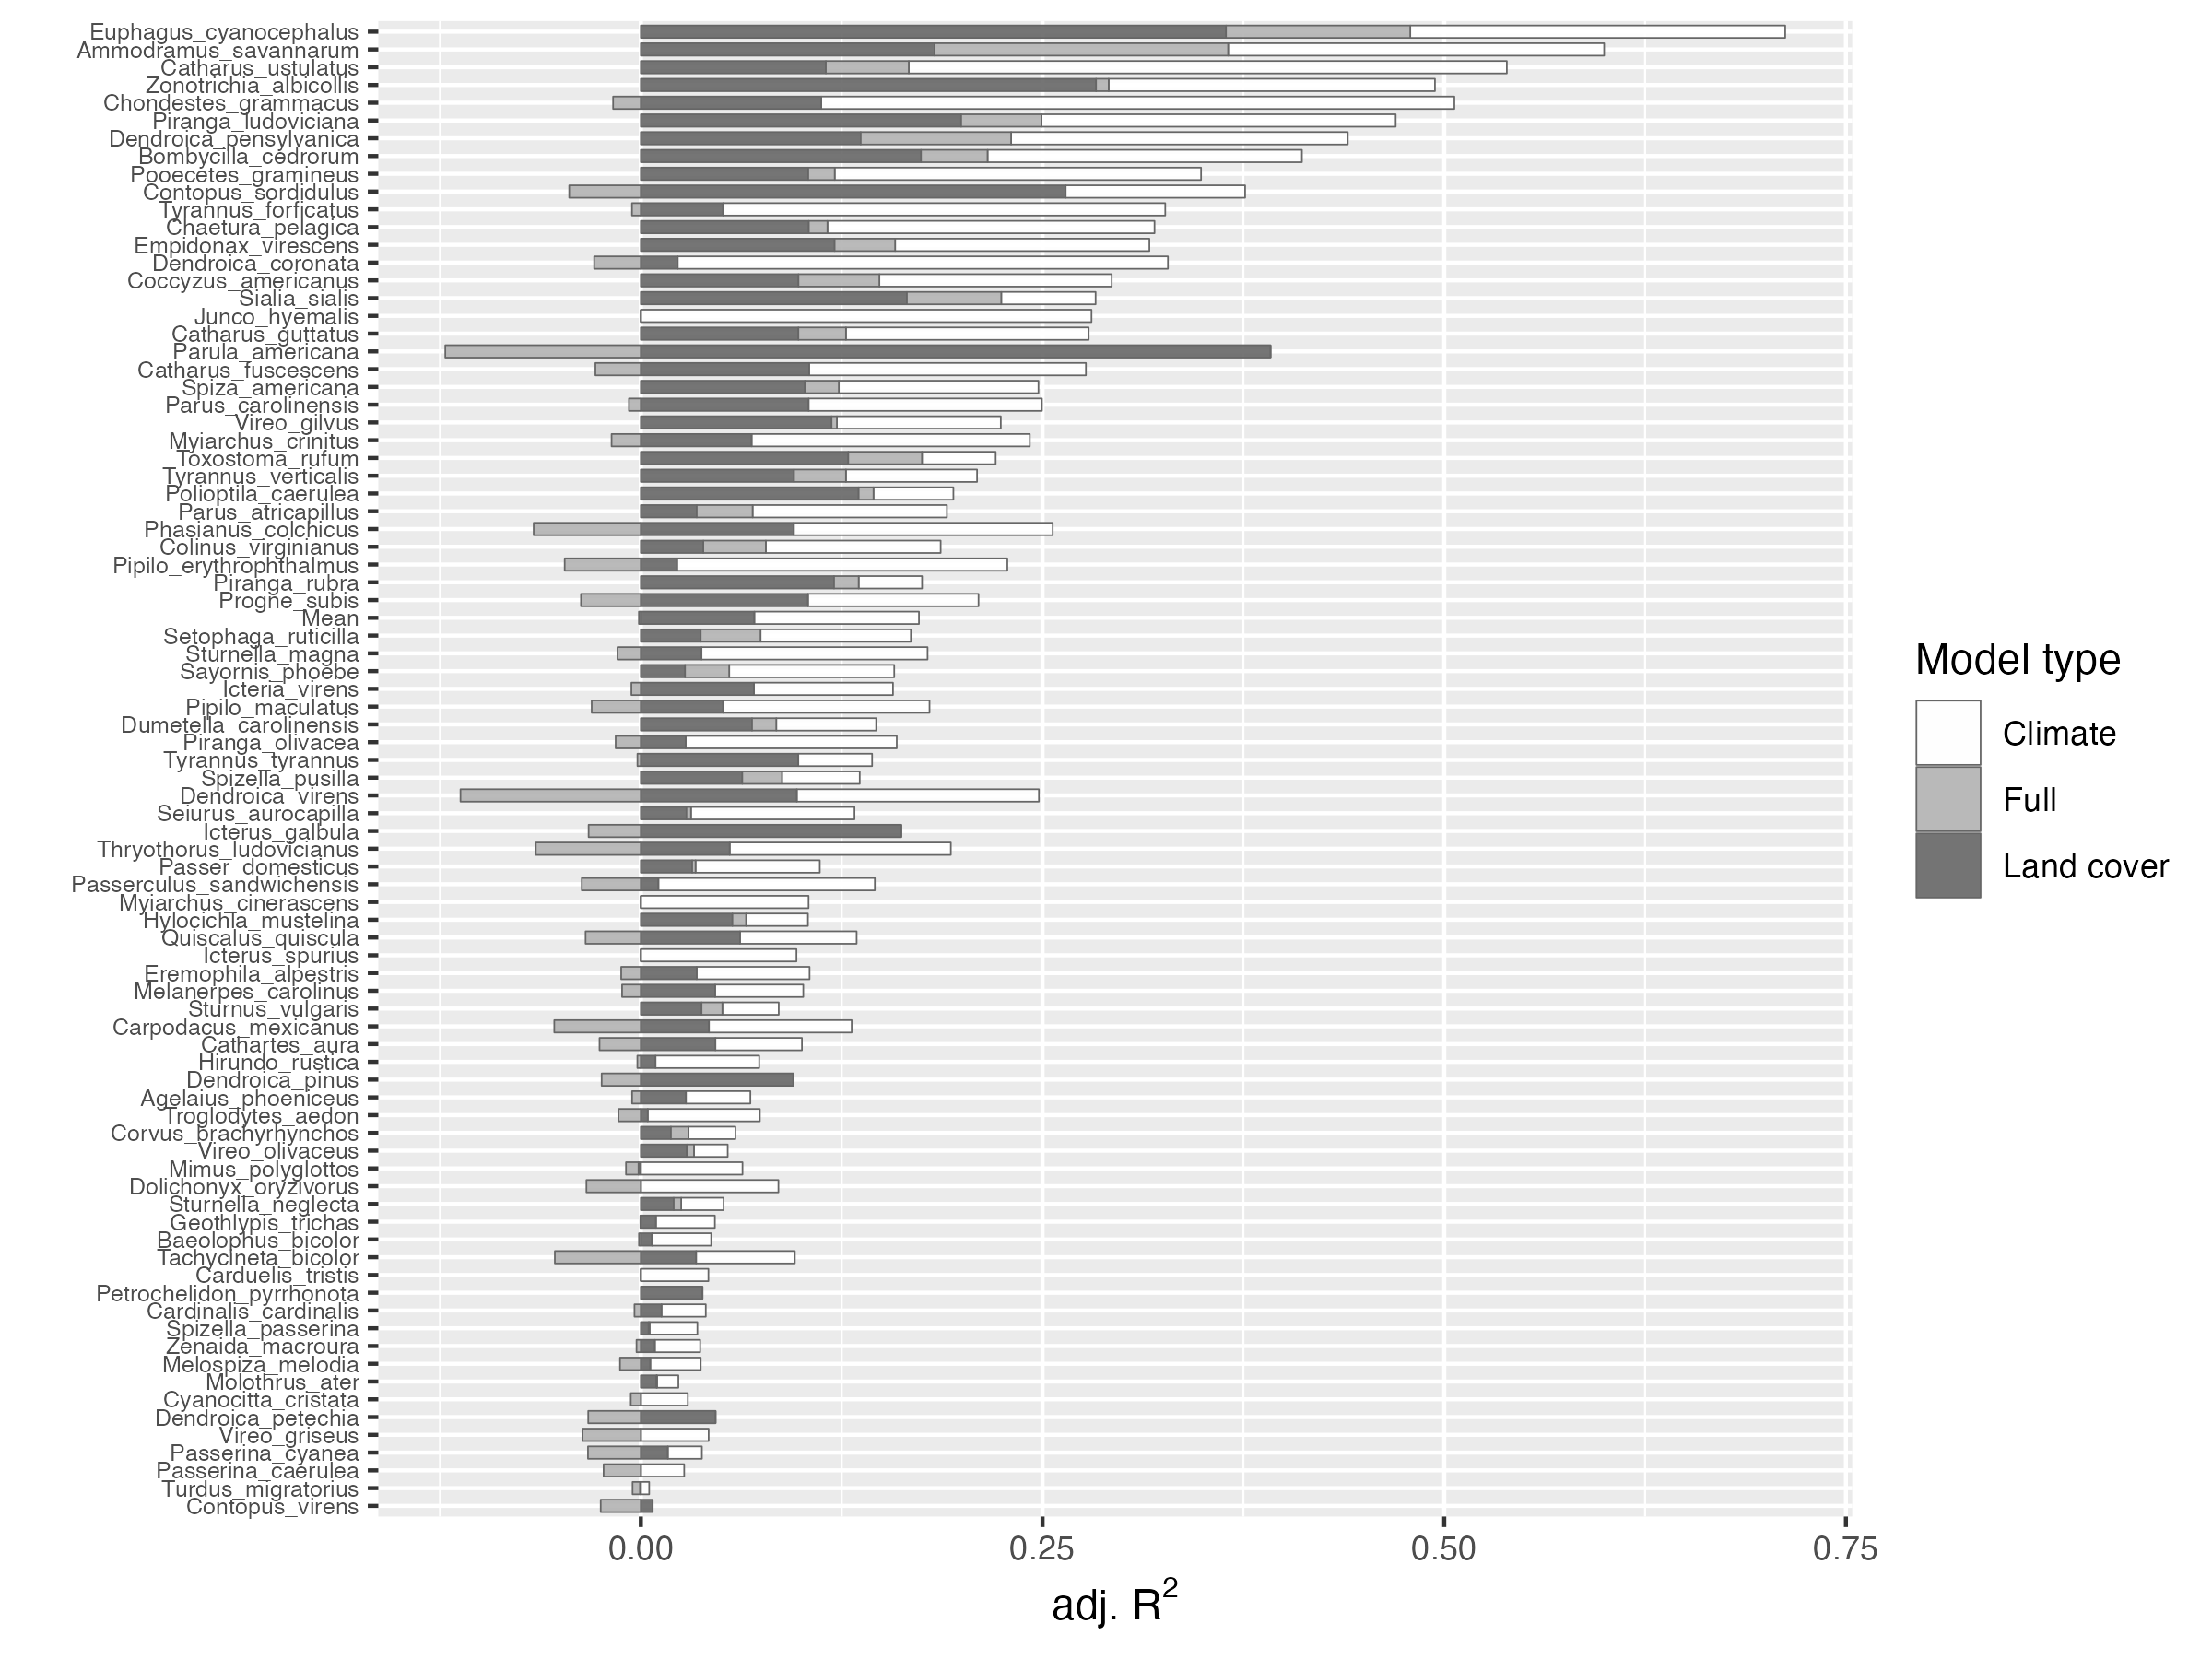 Euphagus_cyanocephalus
Ammodramus_savannarum
Catharus_ustulatus
Zonotrichia_albicollis
Chondestes_grammacus
Piranga_ludoviciana
Dendroica_pensylvanica
Bombycilla_cedrorum
Pooecetes_gramineus
Contopus_sordidulus
Tyrannus_forficatus
Chaetura_pelagica
Empidonax_virescens
Dendroica_coronata
Coccyzus_americanus
Sialia_sialis
Junco_hyemalis
Catharus_guttatus
Parula_americana
Catharus_fuscescens
Spiza_americana
Parus_carolinensis
Vireo_gilvus
Myiarchus_crinitus
Toxostoma_rufum
Tyrannus_verticalis
Polioptila_caerulea
Parus_atricapillus
Phasianus_colchicus
Colinus_virginianus
Pipilo_erythrophthalmus
Piranga_rubra
Progne_subis
Mean
Setophaga_ruticilla
Sturnella_magna
Sayornis_phoebe
Icteria_virens
Pipilo_maculatus
Dumetella_carolinensis
Piranga_olivacea
Tyrannus_tyrannus
Spizella_pusilla
Dendroica_virens
Seiurus_aurocapilla
Icterus_galbula
Thryothorus_ludovicianus
Passer_domesticus
Passerculus_sandwichensis
Myiarchus_cinerascens
Hylocichla_mustelina
Quiscalus_quiscula
Icterus_spurius
Eremophila_alpestris
Melanerpes_carolinus
Sturnus_vulgaris
Carpodacus_mexicanus
Cathartes_aura
Hirundo_rustica
Dendroica_pinus
Agelaius_phoeniceus
Troglodytes_aedon
Corvus_brachyrhynchos
Vireo_olivaceus
Mimus_polyglottos
Dolichonyx_oryzivorus
Sturnella_neglecta
Geothlypis_trichas
Baeolophus_bicolor
Tachycineta_bicolor
Carduelis_tristis
Petrochelidon_pyrrhonota
Cardinalis_cardinalis
Spizella_passerina
Zenaida_macroura
Melospiza_melodia
Molothrus_ater
Cyanocitta_cristata
Dendroica_petechia
Vireo_griseus
Passerina_cyanea
Passerina_caerulea
Turdus_migratorius
Contopus_virens
0.00 0.25 0.50 0.75
adj. R²
Model type
Climate
Full
Land cover